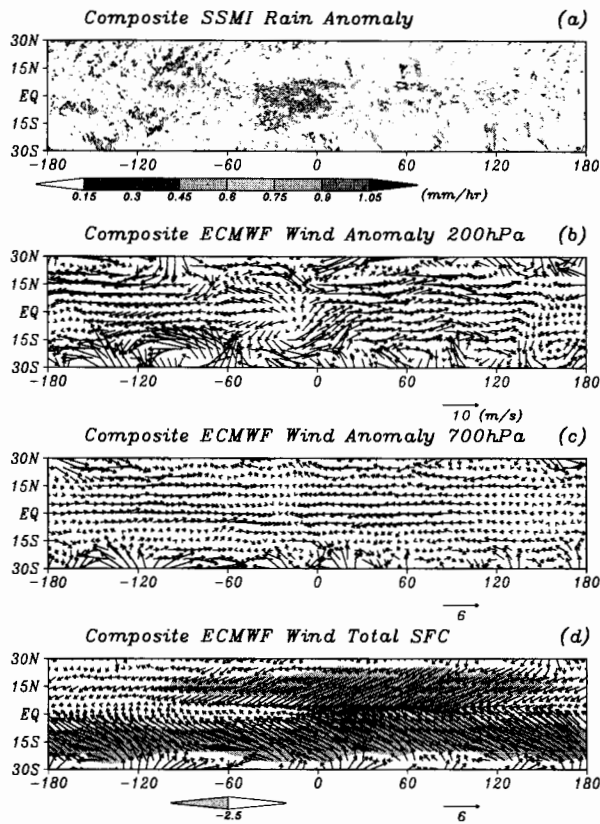 Composite SSMI Rain Anomaly (a)
30N
15N
EQ
15S
30S
-180 -120 -60 0 60 120 180
0.15 0.3 0.45 0.6 0.75 0.9 1.05 (mm/hr)
Composite ECMWF Wind Anomaly 200hPa (b)
30N
15N
EQ
15S
30S
-180 -120 -60 0 60 120 180
10 (m/s)
Composite ECMWF Wind Anomaly 700hPa (c)
30N
15N
EQ
15S
30S
-180 -120 -60 0 60 120 180
6
Composite ECMWF Wind Total SFC (d)
30N
15N
EQ
15S
30S
-180 -120 -60 0 60 120 180
-2.5 6